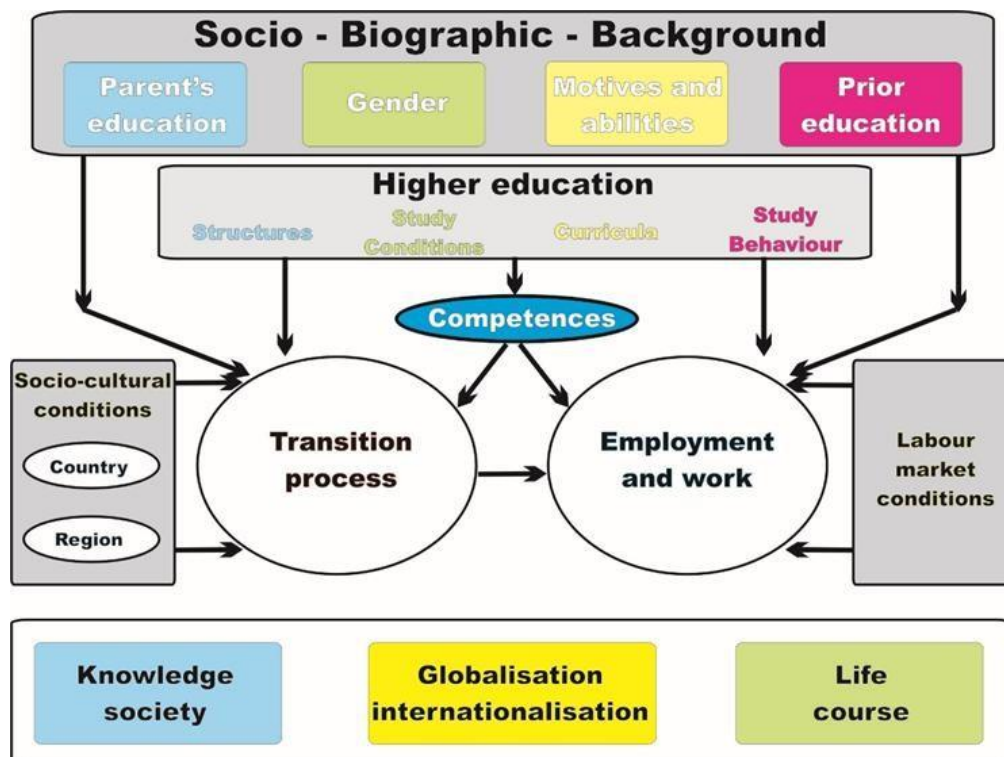 Socio - Biographic - Background
Parent's
education
Gender
Motives and
abilities
Prior
education
Higher education
Structures
Study
Conditions
Curricula
Study
Behaviour
Competences
Socio-cultural
conditions
Country
Region
Transition
process
Employment
and work
Labour
market
conditions
Knowledge
society
Globalisation
internationalisation
Life
course